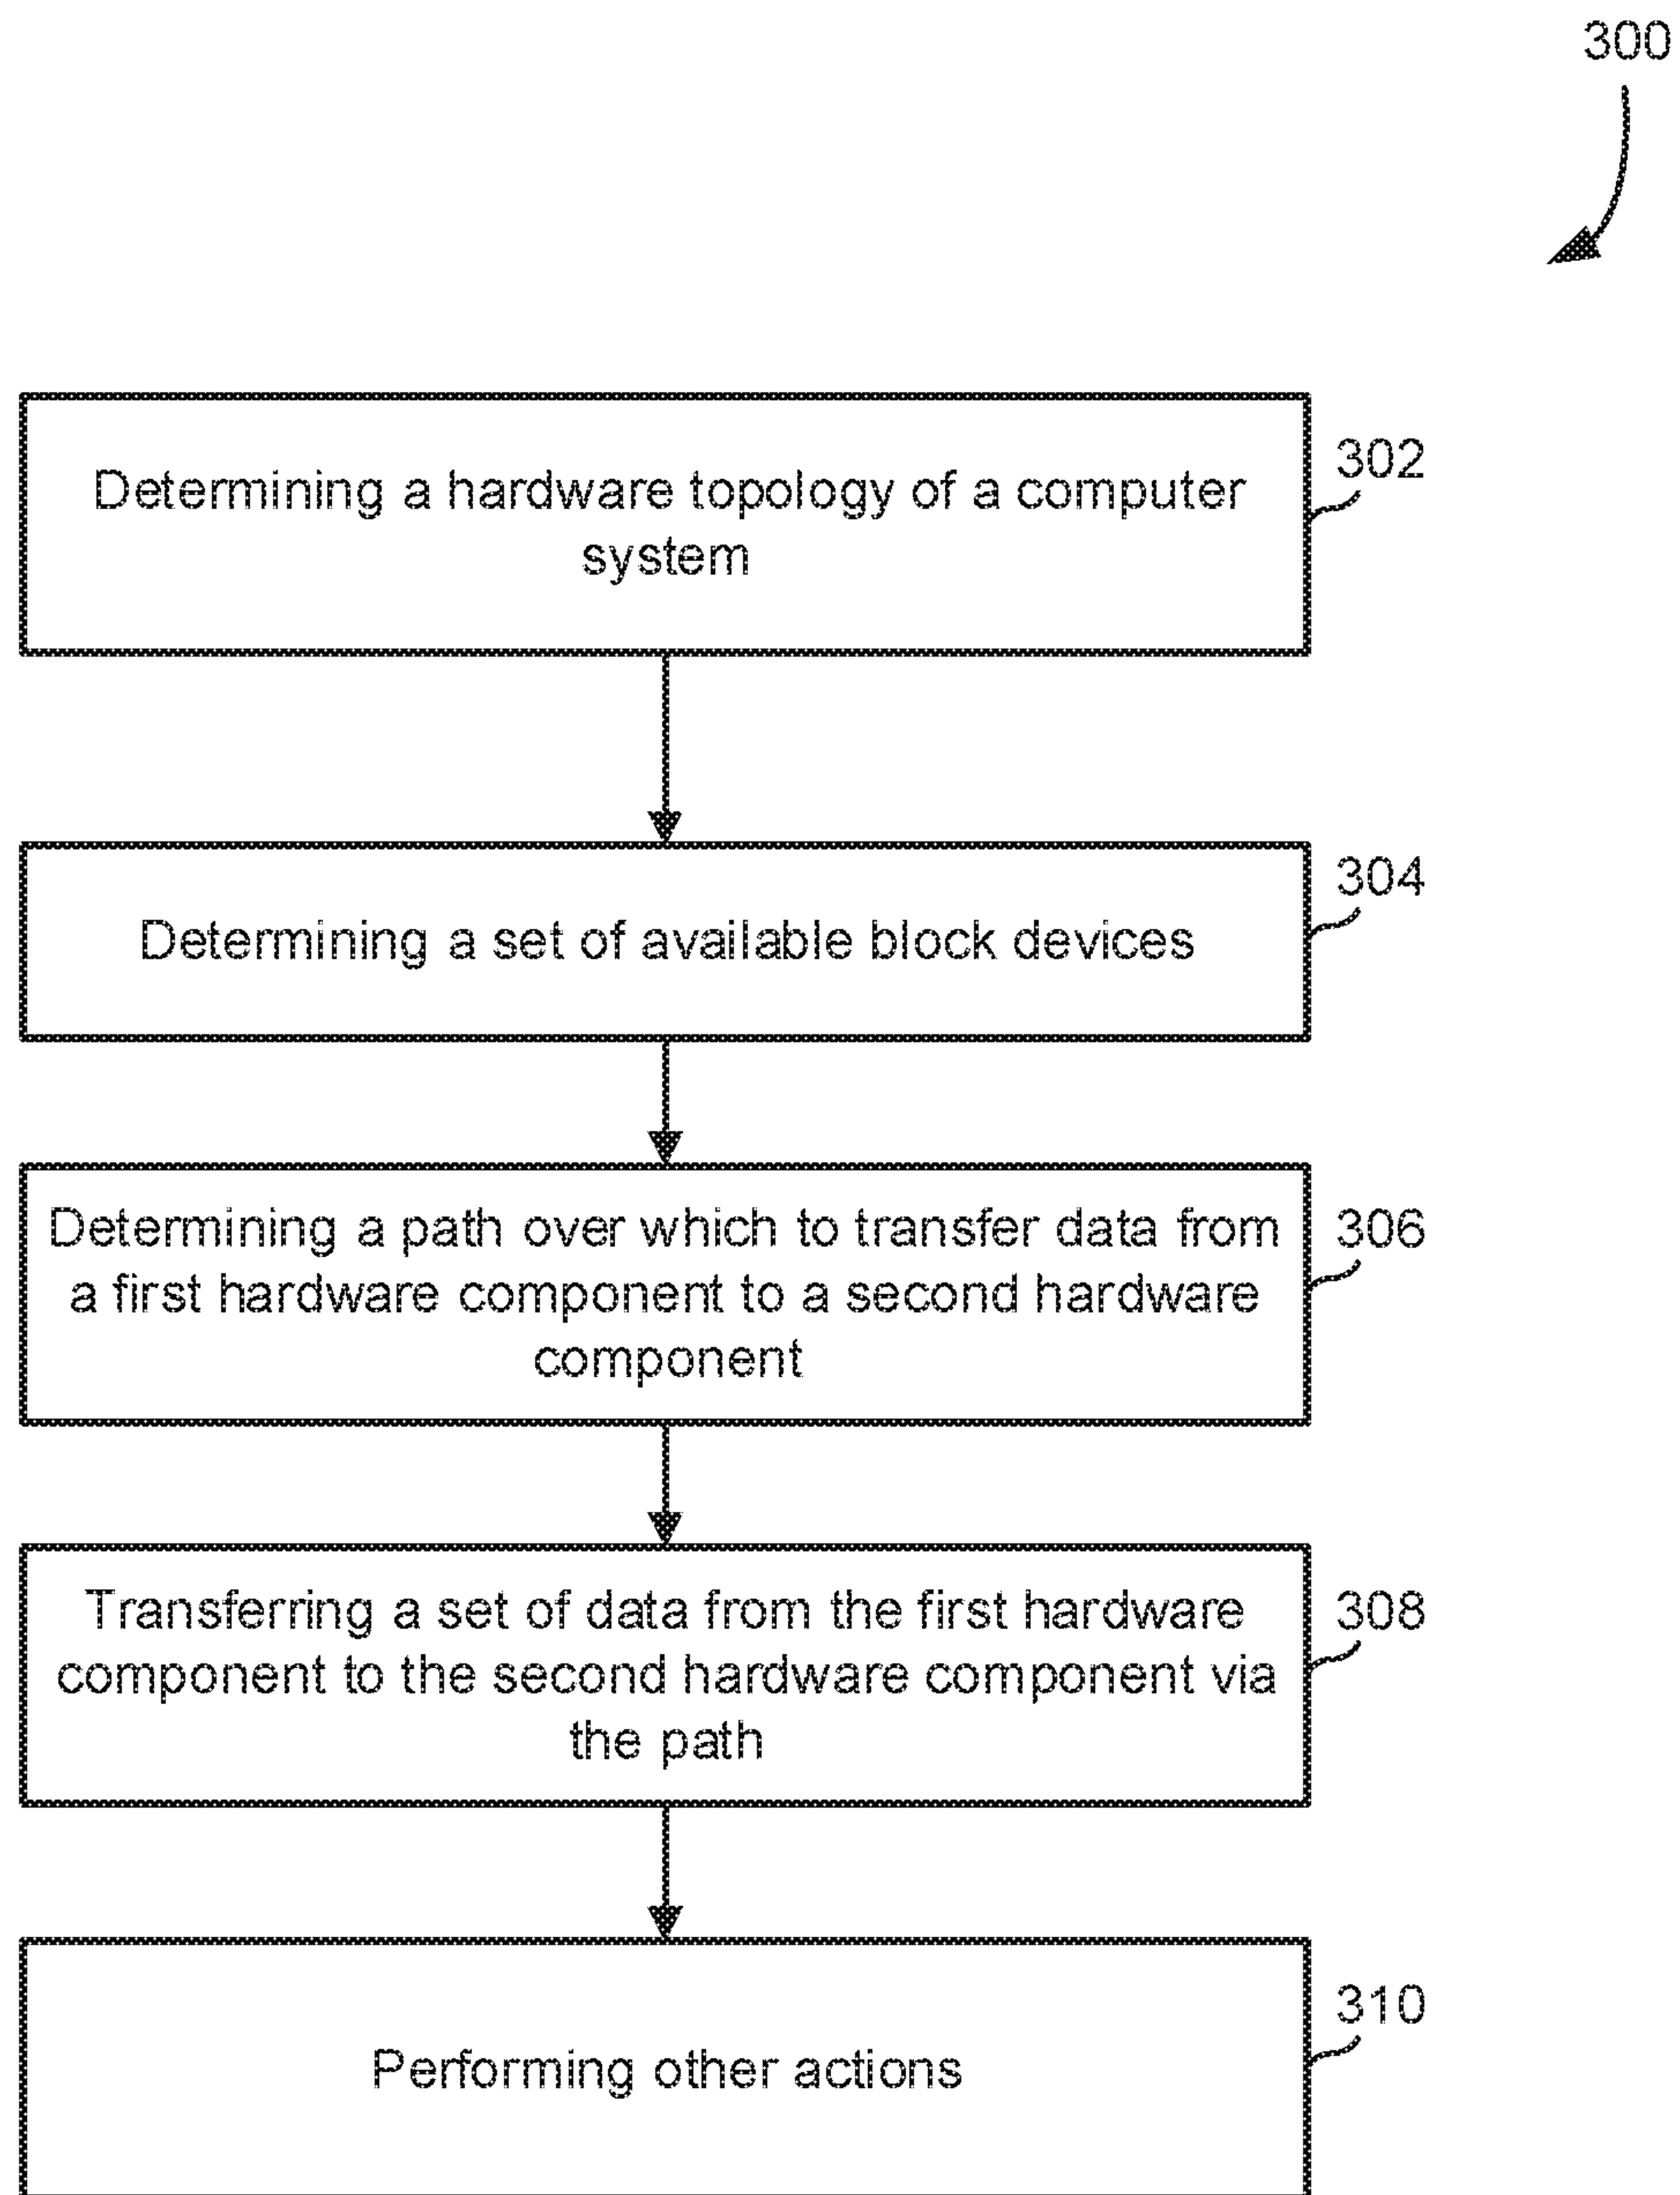 300
Determining a hardware topology of a computer
system
302
Determining a set of available block devices
304
Determining a path over which to transfer data from
a first hardware component to a second hardware
component
306
Transferring a set of data from the first hardware
component to the second hardware component via
the path
308
Performing other actions
310